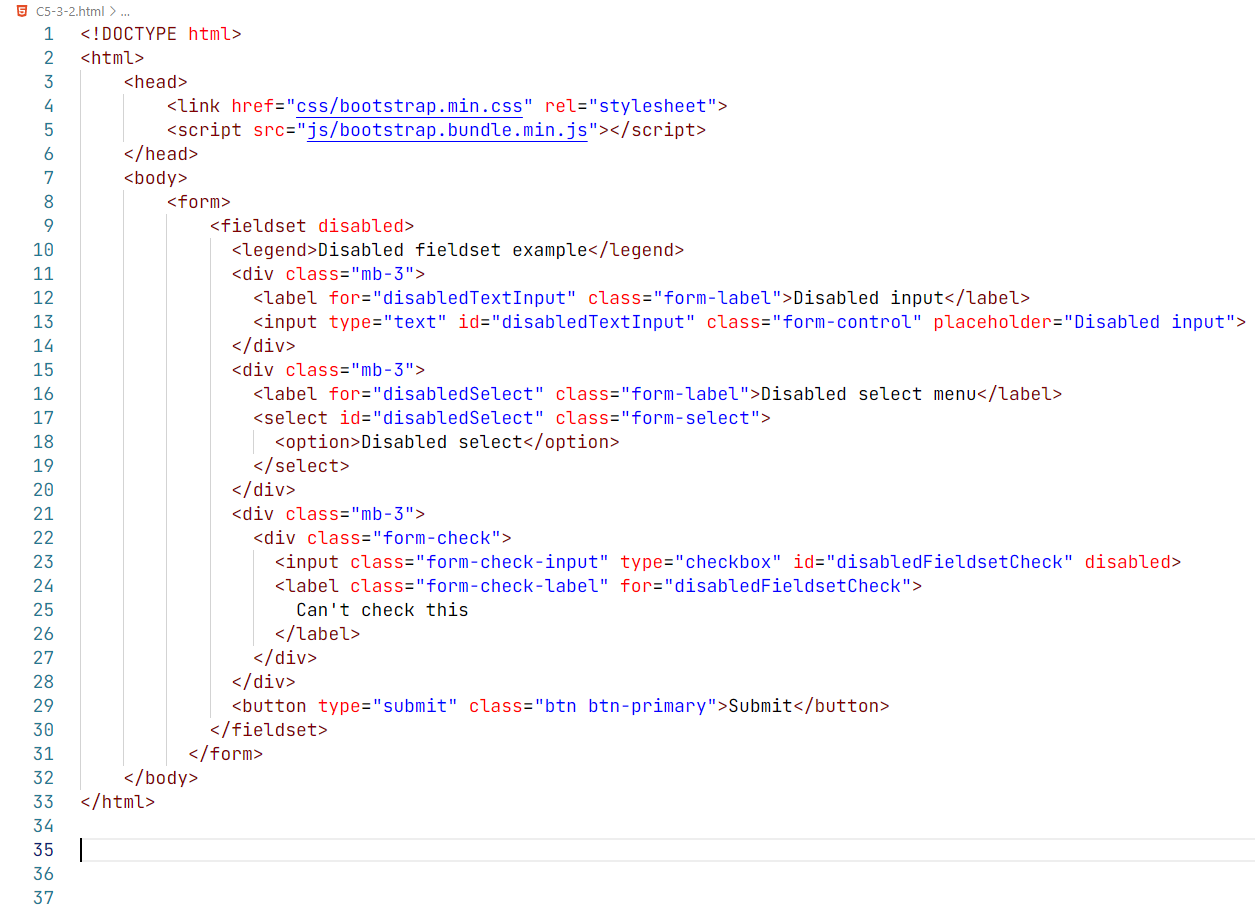 C5-3-2.html > ...
1 <!DOCTYPE html>
2 <html>
3     <head>
4         <link href="css/bootstrap.min.css" rel="stylesheet">
5         <script src="js/bootstrap.bundle.min.js"></script>
6     </head>
7     <body>
8         <form>
9             <fieldset disabled>
10               <legend>Disabled fieldset example</legend>
11               <div class="mb-3">
12                 <label for="disabledTextInput" class="form-label">Disabled input</label>
13                 <input type="text" id="disabledTextInput" class="form-control" placeholder="Disabled input">
14               </div>
15               <div class="mb-3">
16                 <label for="disabledSelect" class="form-label">Disabled select menu</label>
17                 <select id="disabledSelect" class="form-select">
18                   <option>Disabled select</option>
19                 </select>
20               </div>
21               <div class="mb-3">
22                 <div class="form-check">
23                   <input class="form-check-input" type="checkbox" id="disabledFieldsetCheck" disabled>
24                   <label class="form-check-label" for="disabledFieldsetCheck">
25                     Can't check this
26                   </label>
27                 </div>
28               </div>
29               <button type="submit" class="btn btn-primary">Submit</button>
30             </fieldset>
31           </form>
32     </body>
33 </html>
34
35
36
37